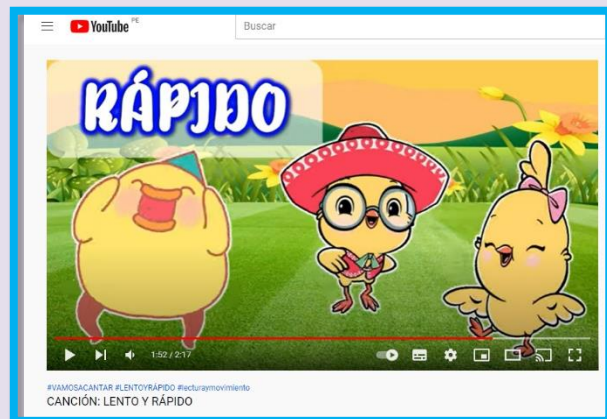 YouTube PE
Buscar
RÁPIDO
1:52 / 2:17
#VAMOSACANTAR #LENTOYRÁPIDO #lecturaymovimiento
CANCIÓN: LENTO Y RÁPIDO